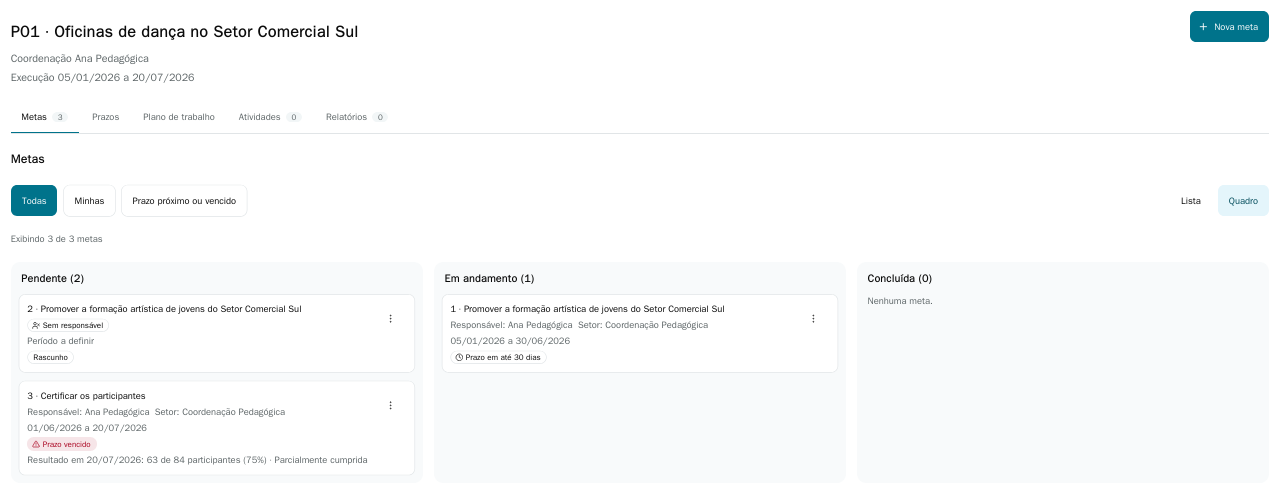 P01 · Oficinas de dança no Setor Comercial Sul
+ Nova meta
Coordenação Ana Pedagógica
Execução 05/01/2026 a 20/07/2026
Metas 3 Prazos Plano de trabalho Atividades 0 Relatórios 0
Metas
Todas Minhas Prazo próximo ou vencido Lista Quadro
Exibindo 3 de 3 metas
Pendente (2)
2 · Promover a formação artística de jovens do Setor Comercial Sul
Sem responsável
Período a definir
Rascunho
3 · Certificar os participantes
Responsável: Ana Pedagógica Setor: Coordenação Pedagógica
01/06/2026 a 20/07/2026
Prazo vencido
Resultado em 20/07/2026: 63 de 84 participantes (75%) · Parcialmente cumprida
Em andamento (1)
1 · Promover a formação artística de jovens do Setor Comercial Sul
Responsável: Ana Pedagógica Setor: Coordenação Pedagógica
05/01/2026 a 30/06/2026
Prazo em até 30 dias
Concluída (0)
Nenhuma meta.